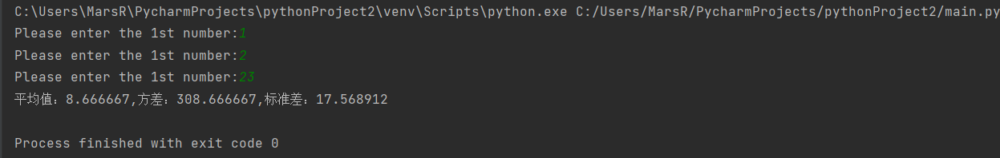 C:\Users\MarsR\PycharmProjects\pythonProject2\venv\Scripts\python.exe C:/Users/MarsR/PycharmProjects/pythonProject2/main.py
Please enter the 1st number:1
Please enter the 1st number:2
Please enter the 1st number:23
平均值：8.666667,方差：308.666667,标准差：17.568912
Process finished with exit code 0